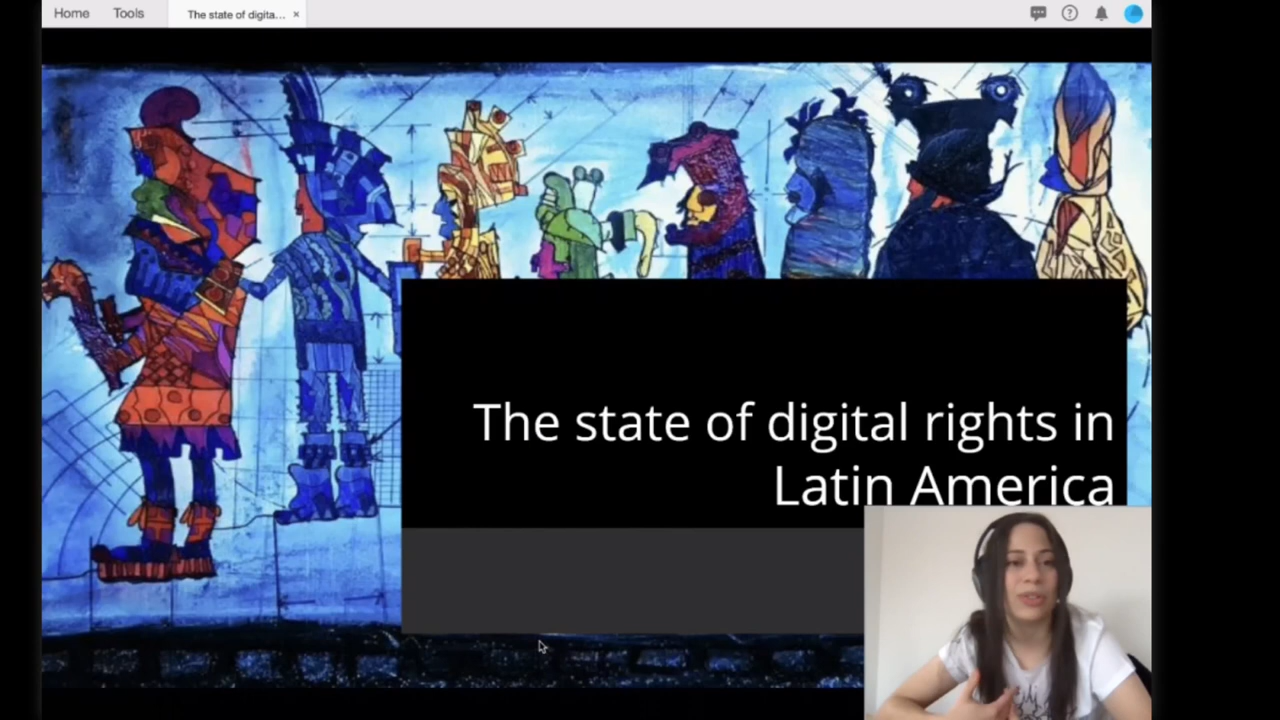 Home Tools The state of digita... ×
The state of digital rights in
Latin America